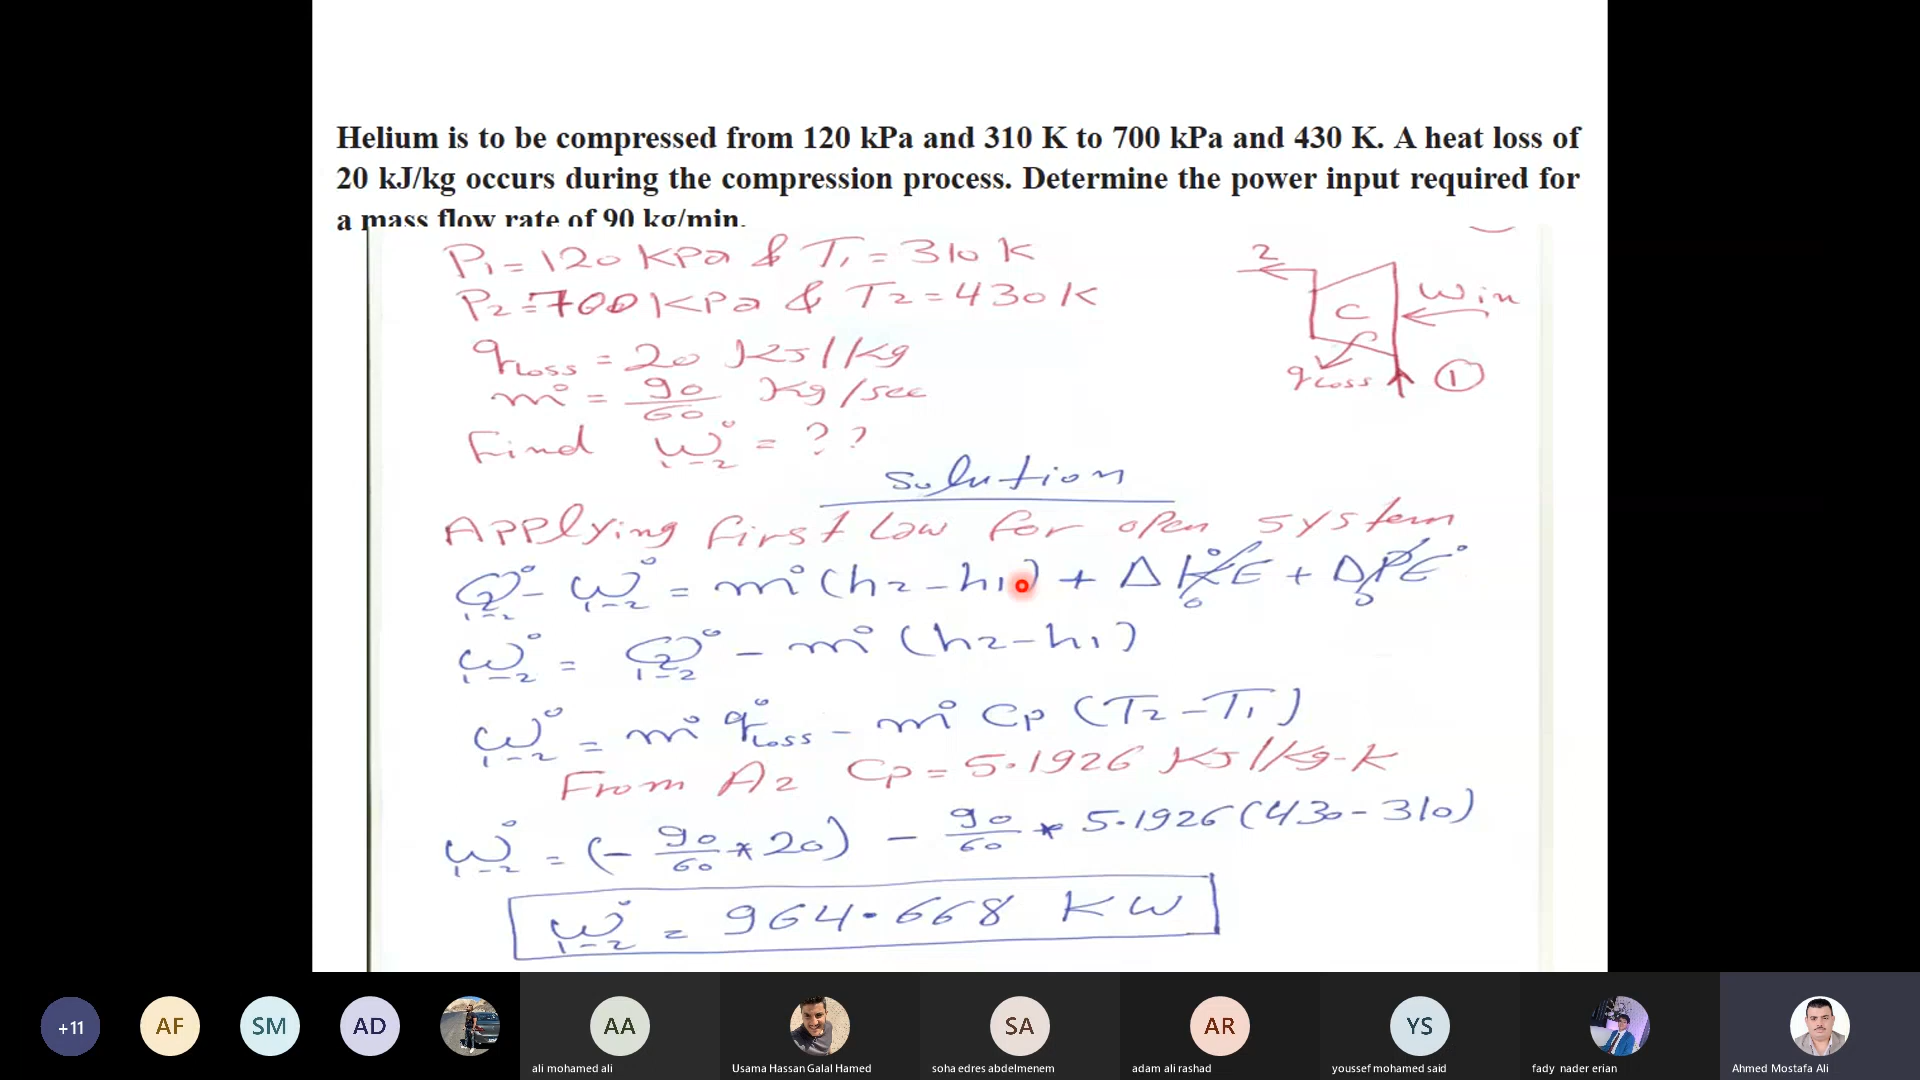 Helium is to be compressed from 120 kPa and 310 K to 700 kPa and 430 K. A heat loss of
20 kJ/kg occurs during the compression process. Determine the power input required for
a mass flow rate of 90 kg/min.
P₁ = 120 KPa & T₁ = 310 K
P₂ = 700 KPa & T₂ = 430 K
q loss = 20 KJ/kg
m° = 90/60 Kg/sec
Find W°₁₋₂ = ??
2
C
Win
q loss
①
Solution
Applying first Law for open system
Q°₁₋₂ - W°₁₋₂ = m°(h₂ - h₁) + ΔKE° + ΔPE°
W°₁₋₂ = Q°₁₋₂ - m° (h₂ - h₁)
W°₁₋₂ = m° q°loss - m° Cp (T₂ - T₁)
From A₂ Cp = 5.1926 KJ/Kg-K
W°₁₋₂ = (- 90/60 * 20) - 90/60 * 5.1926 (430 - 310)
W°₁₋₂ = 964.668 KW
+11
AF
SM
AD
AA
SA
AR
YS
ali mohamed ali
Usama Hassan Galal Hamed
soha edres abdelmenem
adam ali rashad
youssef mohamed said
fady nader erian
Ahmed Mostafa Ali